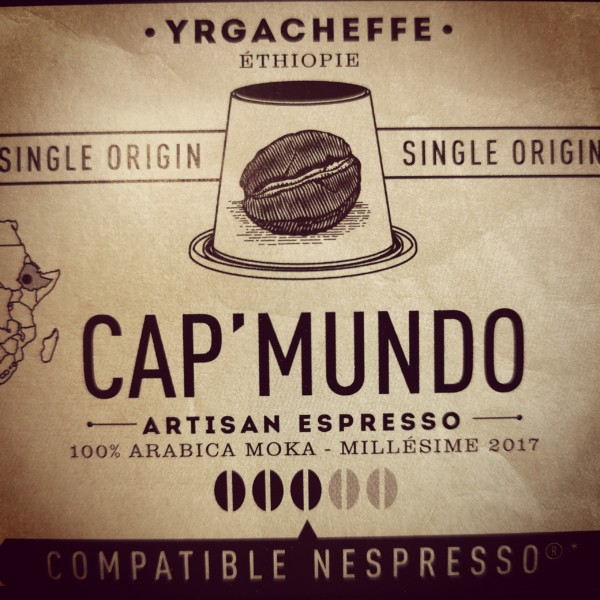 • YRGACHEFFE •
ÉTHIOPIE
SINGLE ORIGIN SINGLE ORIGIN
CAP'MUNDO
ARTISAN ESPRESSO
100% ARABICA MOKA - MILLÉSIME 2017
COMPATIBLE NESPRESSO®